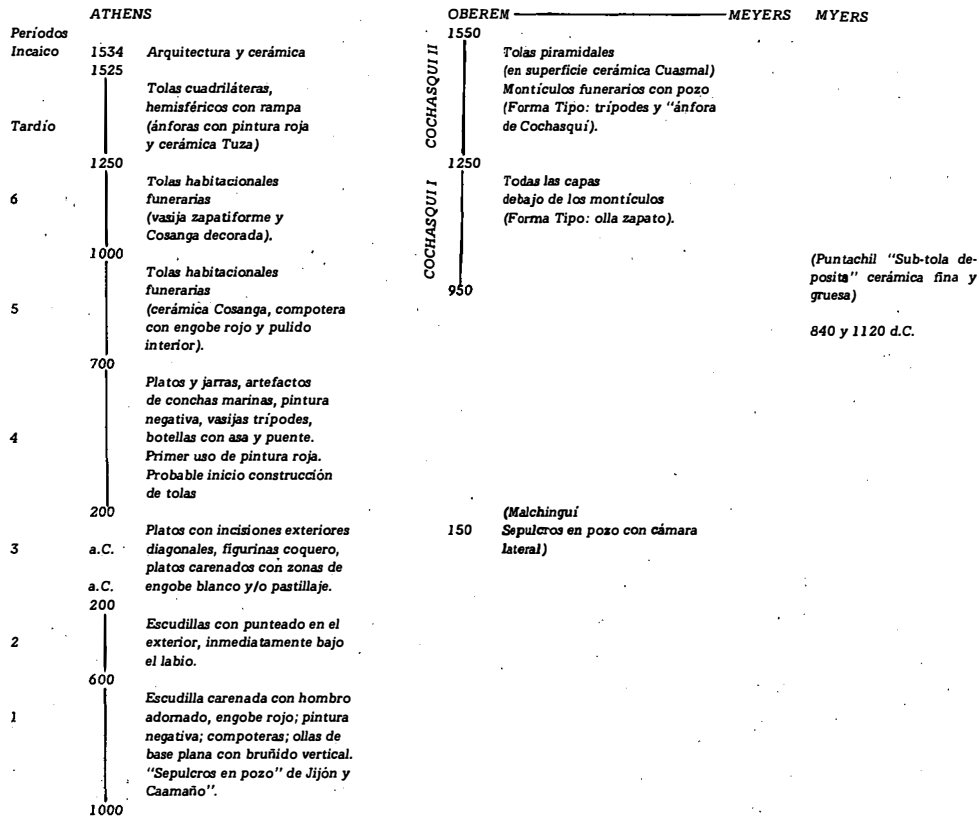 ATHENS
OBEREM
MEYERS
MYERS
Períodos
Incaico
1534
Arquitectura y cerámica
1525
Tolas cuadriláteras,
hemisféricos con rampa
Tardío
(ánforas con pintura roja
y cerámica Tuza)
1250
Tolas habitacionales
6
funerarias
(vasija zapatiforme y
Cosanga decorada).
1000
Tolas habitacionales
funerarias
5
(cerámica Cosanga, compotera
con engobe rojo y pulido
interior).
700
Platos y jarras, artefactos
de conchas marinas, pintura
negativa, vasijas trípodes,
4
botellas con asa y puente.
Primer uso de pintura roja.
Probable inicio construcción
de tolas
200
Platos con incisiones exteriores
3
a.C.
diagonales, figurinas coquero,
platos carenados con zonas de
a.C.
engobe blanco y/o pastillaje.
200
Escudillas con punteado en el
2
exterior, inmediatamente bajo
el labio.
600
Escudilla carenada con hombro
1
adornado, engobe rojo; pintura
negativa; compoteras; ollas de
base plana con bruñido vertical.
"Sepulcros en pozo" de Jijón y
Caamaño".
1000
1550
COCHASQUI II
Tolas piramidales
(en superficie cerámica Cuasmal)
Montículos funerarios con pozo
(Forma Tipo: trípodes y "ánfora
de Cochasquí).
1250
COCHASQUI I
Todas las capas
debajo de los montículos
(Forma Tipo: olla zapato).
950
(Malchinguí
150
Sepulcros en pozo con cámara
lateral)
(Puntachil "Sub-tola de-
posits" cerámica fina y
gruesa)
840 y 1120 d.C.